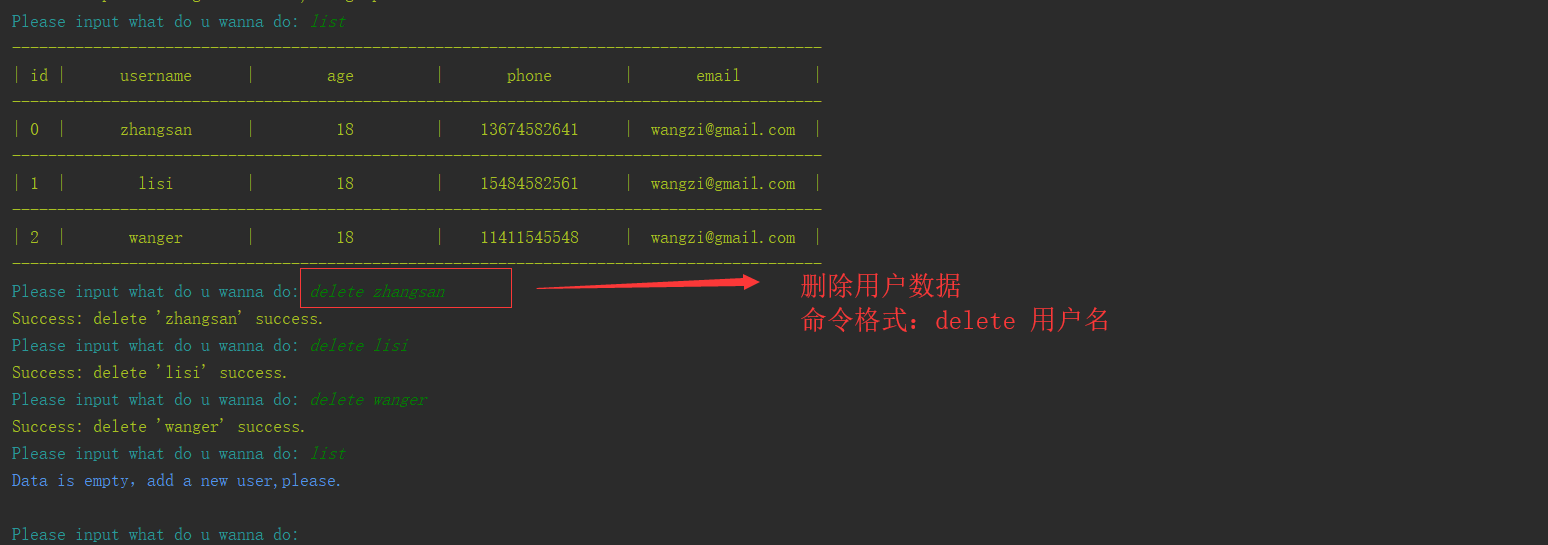 Please input what do u wanna do: list
| id | username | age | phone | email |
| 0 | zhangsan | 18 | 13674582641 | wangzi@gmail.com |
| 1 | lisi | 18 | 15484582561 | wangzi@gmail.com |
| 2 | wanger | 18 | 11411545548 | wangzi@gmail.com |
Please input what do u wanna do: delete zhangsan
删除用户数据
命令格式：delete 用户名
Success: delete 'zhangsan' success.
Please input what do u wanna do: delete lisi
Success: delete 'lisi' success.
Please input what do u wanna do: delete wanger
Success: delete 'wanger' success.
Please input what do u wanna do: list
Data is empty，add a new user,please.
Please input what do u wanna do: